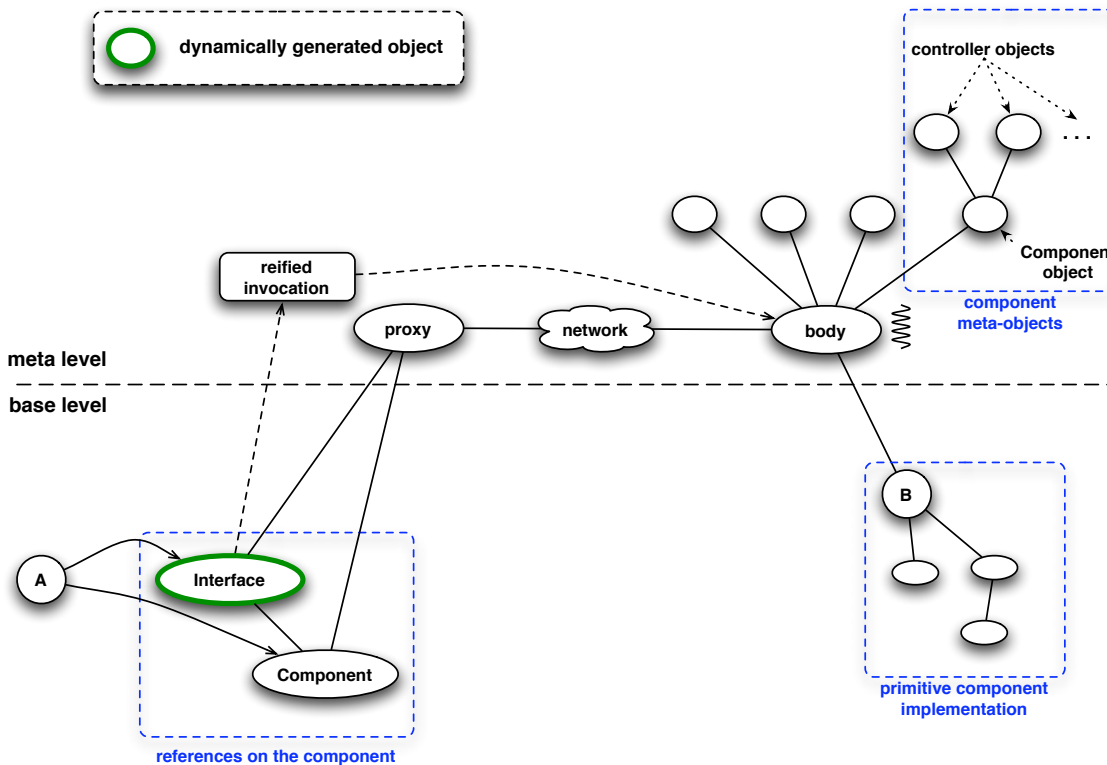 dynamically generated object
controller objects
. . .
Component
object
component
meta-objects
reified
invocation
proxy
network
body
meta level
base level
B
A
Interface
Component
primitive component
implementation
references on the component